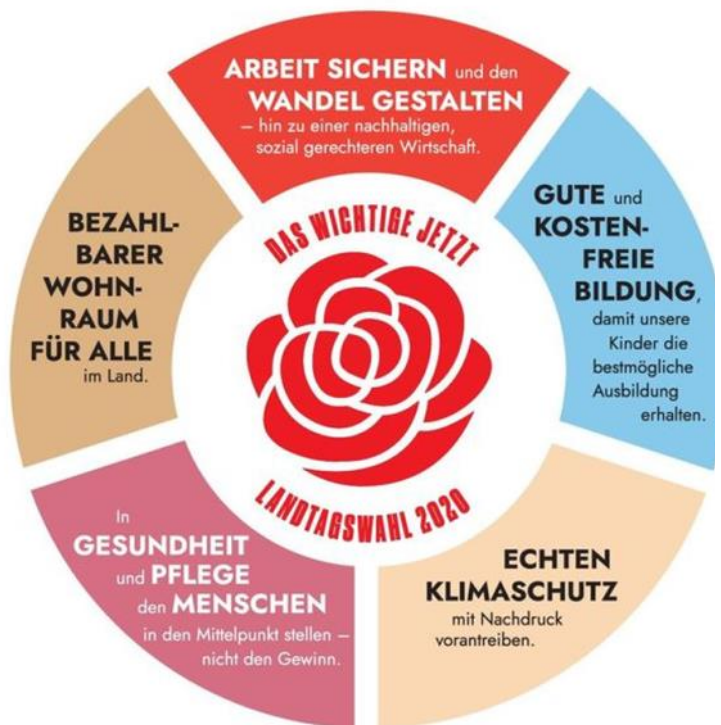 ARBEIT SICHERN und den
WANDEL GESTALTEN
– hin zu einer nachhaltigen,
sozial gerechteren Wirtschaft.
GUTE und
KOSTEN-
FREIE
BILDUNG,
damit unsere
Kinder die
bestmögliche
Ausbildung
erhalten.
ECHTEN
KLIMASCHUTZ
mit Nachdruck
vorantreiben.
In
GESUNDHEIT
und PFLEGE
den MENSCHEN
in den Mittelpunkt stellen –
nicht den Gewinn.
BEZAHL-
BARER
WOHN-
RAUM
FÜR ALLE
im Land.
DAS WICHTIGE JETZT
LANDTAGSWAHL 2020